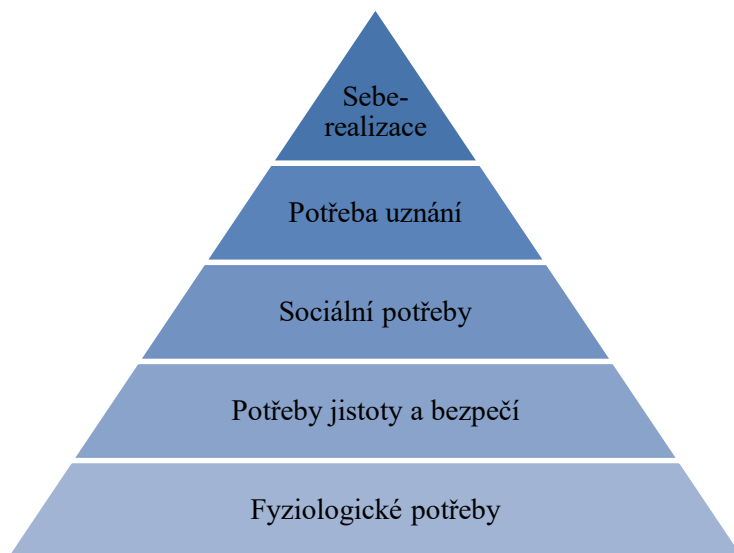 Sebe-
realizace
Potřeba uznání
Sociální potřeby
Potřeby jistoty a bezpečí
Fyziologické potřeby